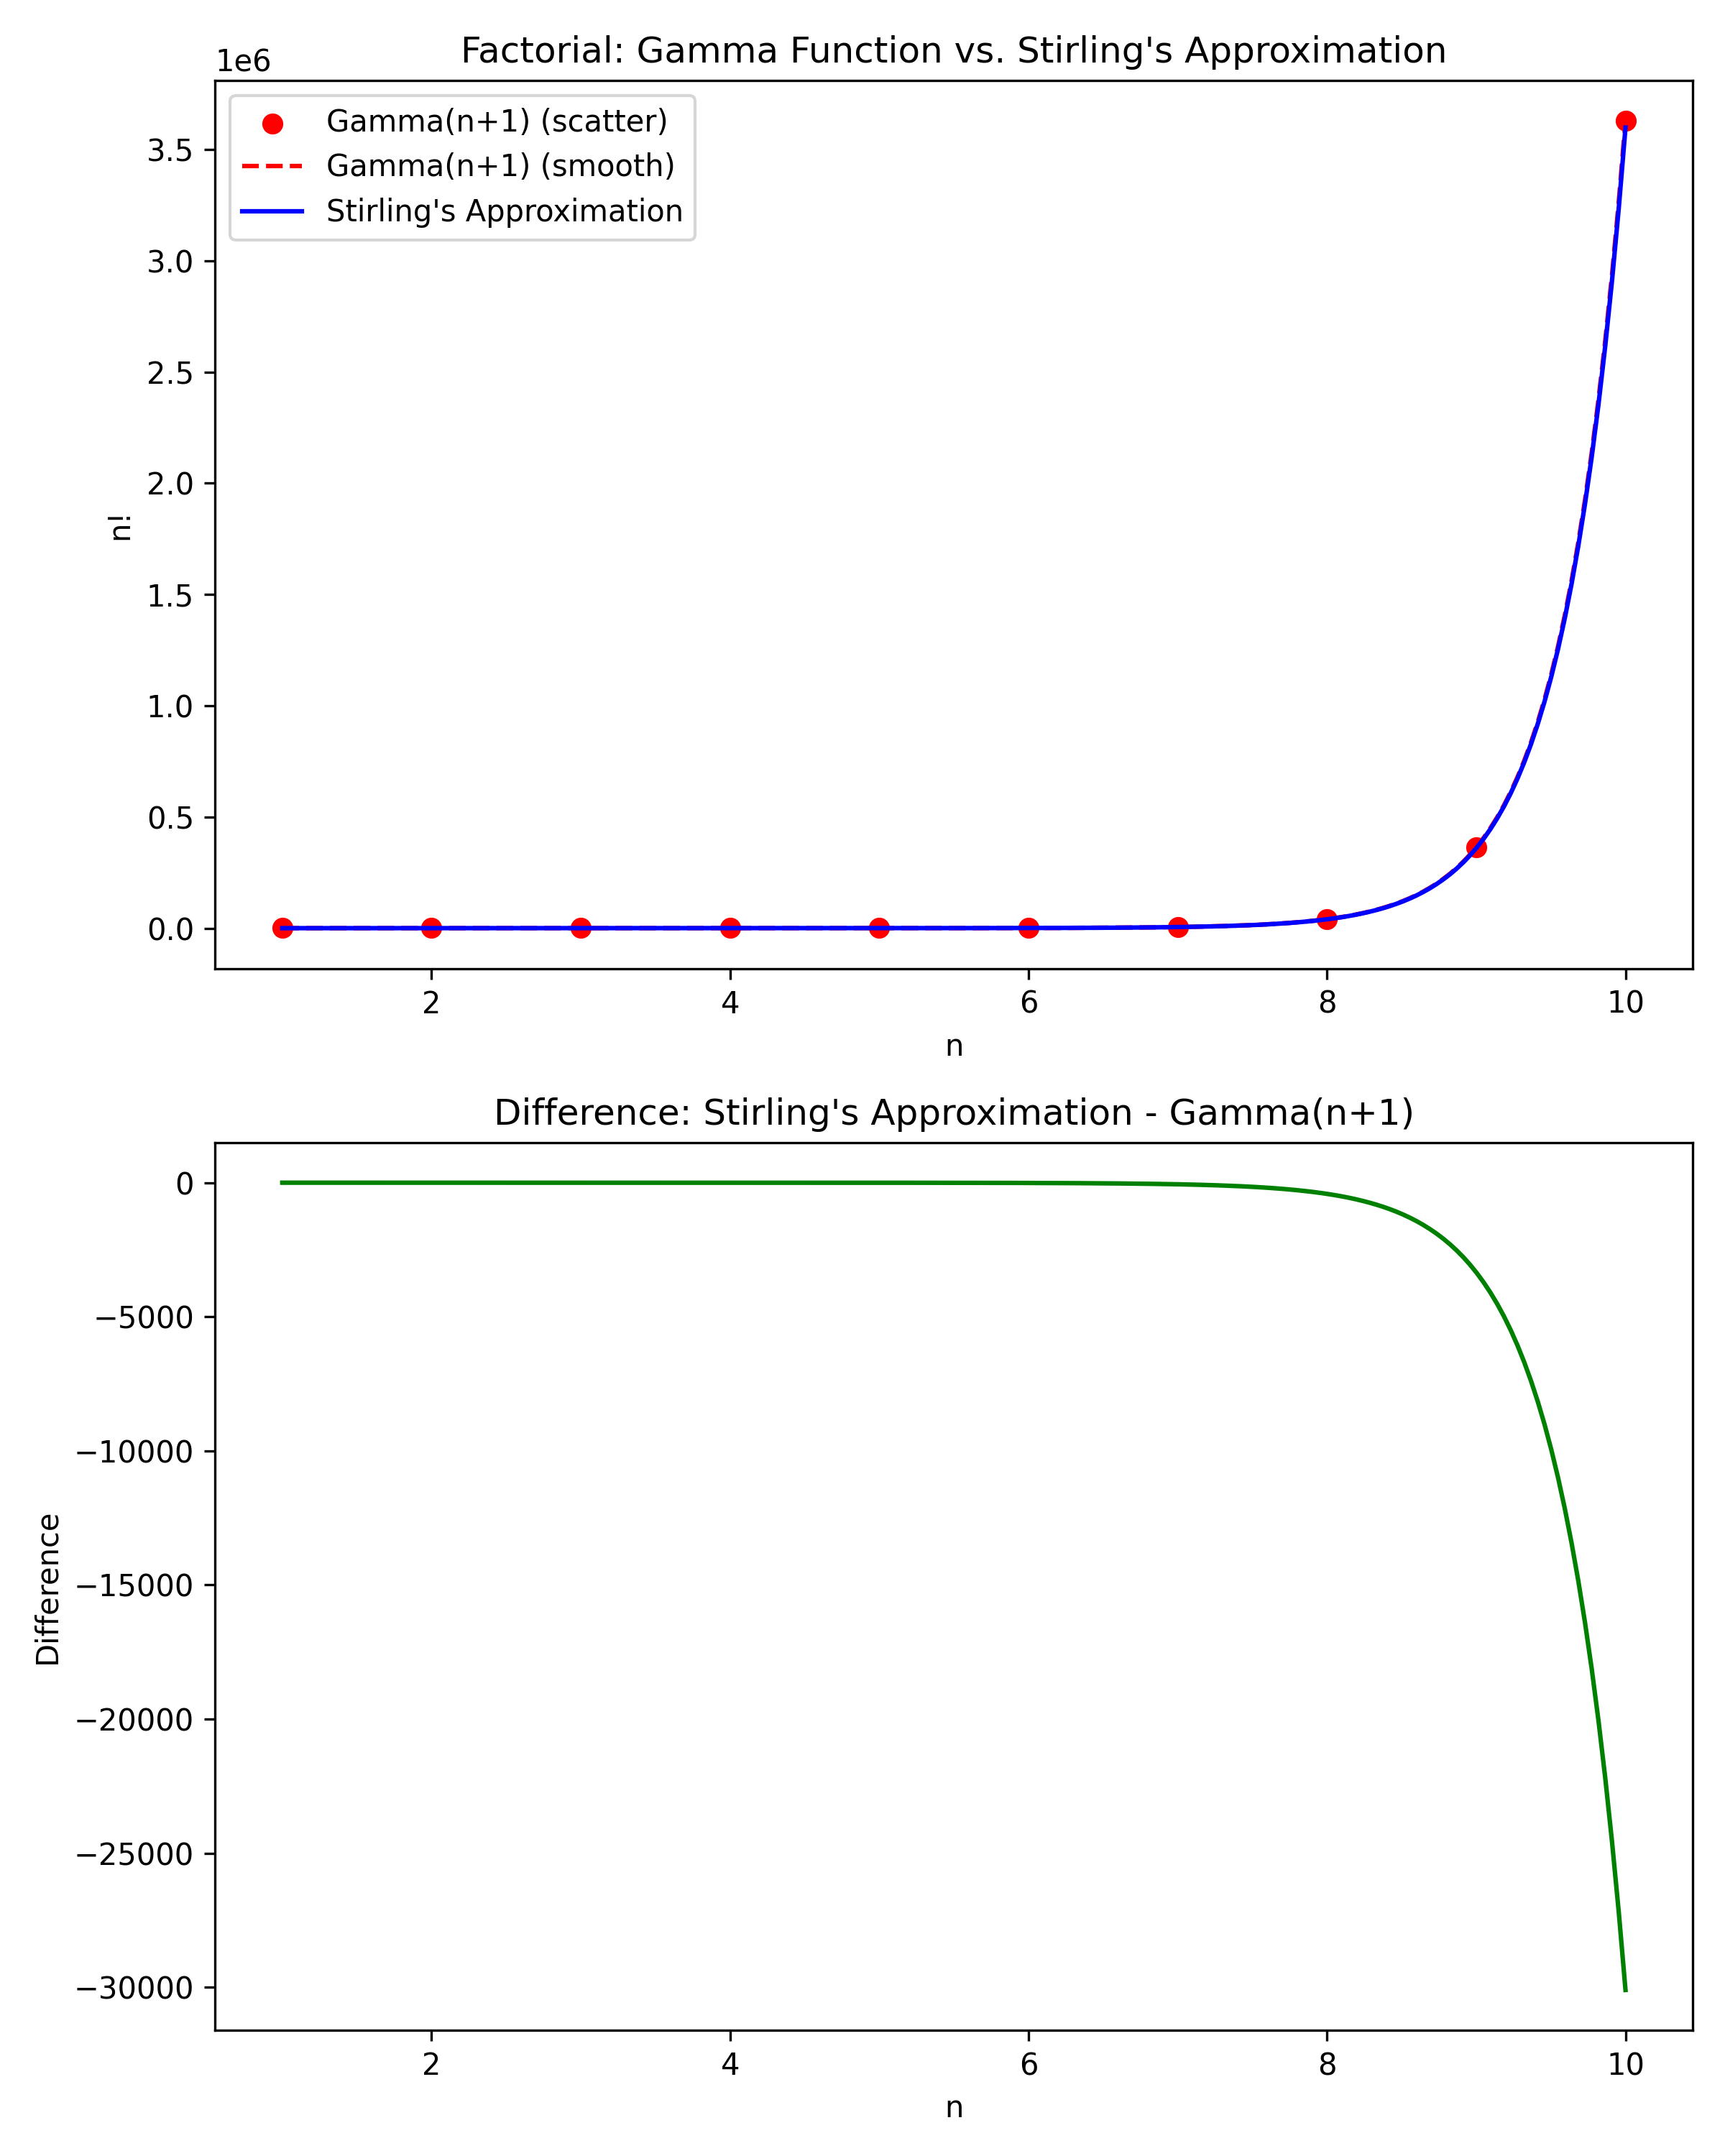 Factorial: Gamma Function vs. Stirling's Approximation
1e6
Gamma(n+1) (scatter)
Gamma(n+1) (smooth)
Stirling's Approximation
3.5
3.0
2.5
2.0
1.5
1.0
0.5
0.0
n!
2 4 6 8 10
n
Difference: Stirling's Approximation - Gamma(n+1)
0
−5000
−10000
−15000
−20000
−25000
−30000
Difference
2 4 6 8 10
n